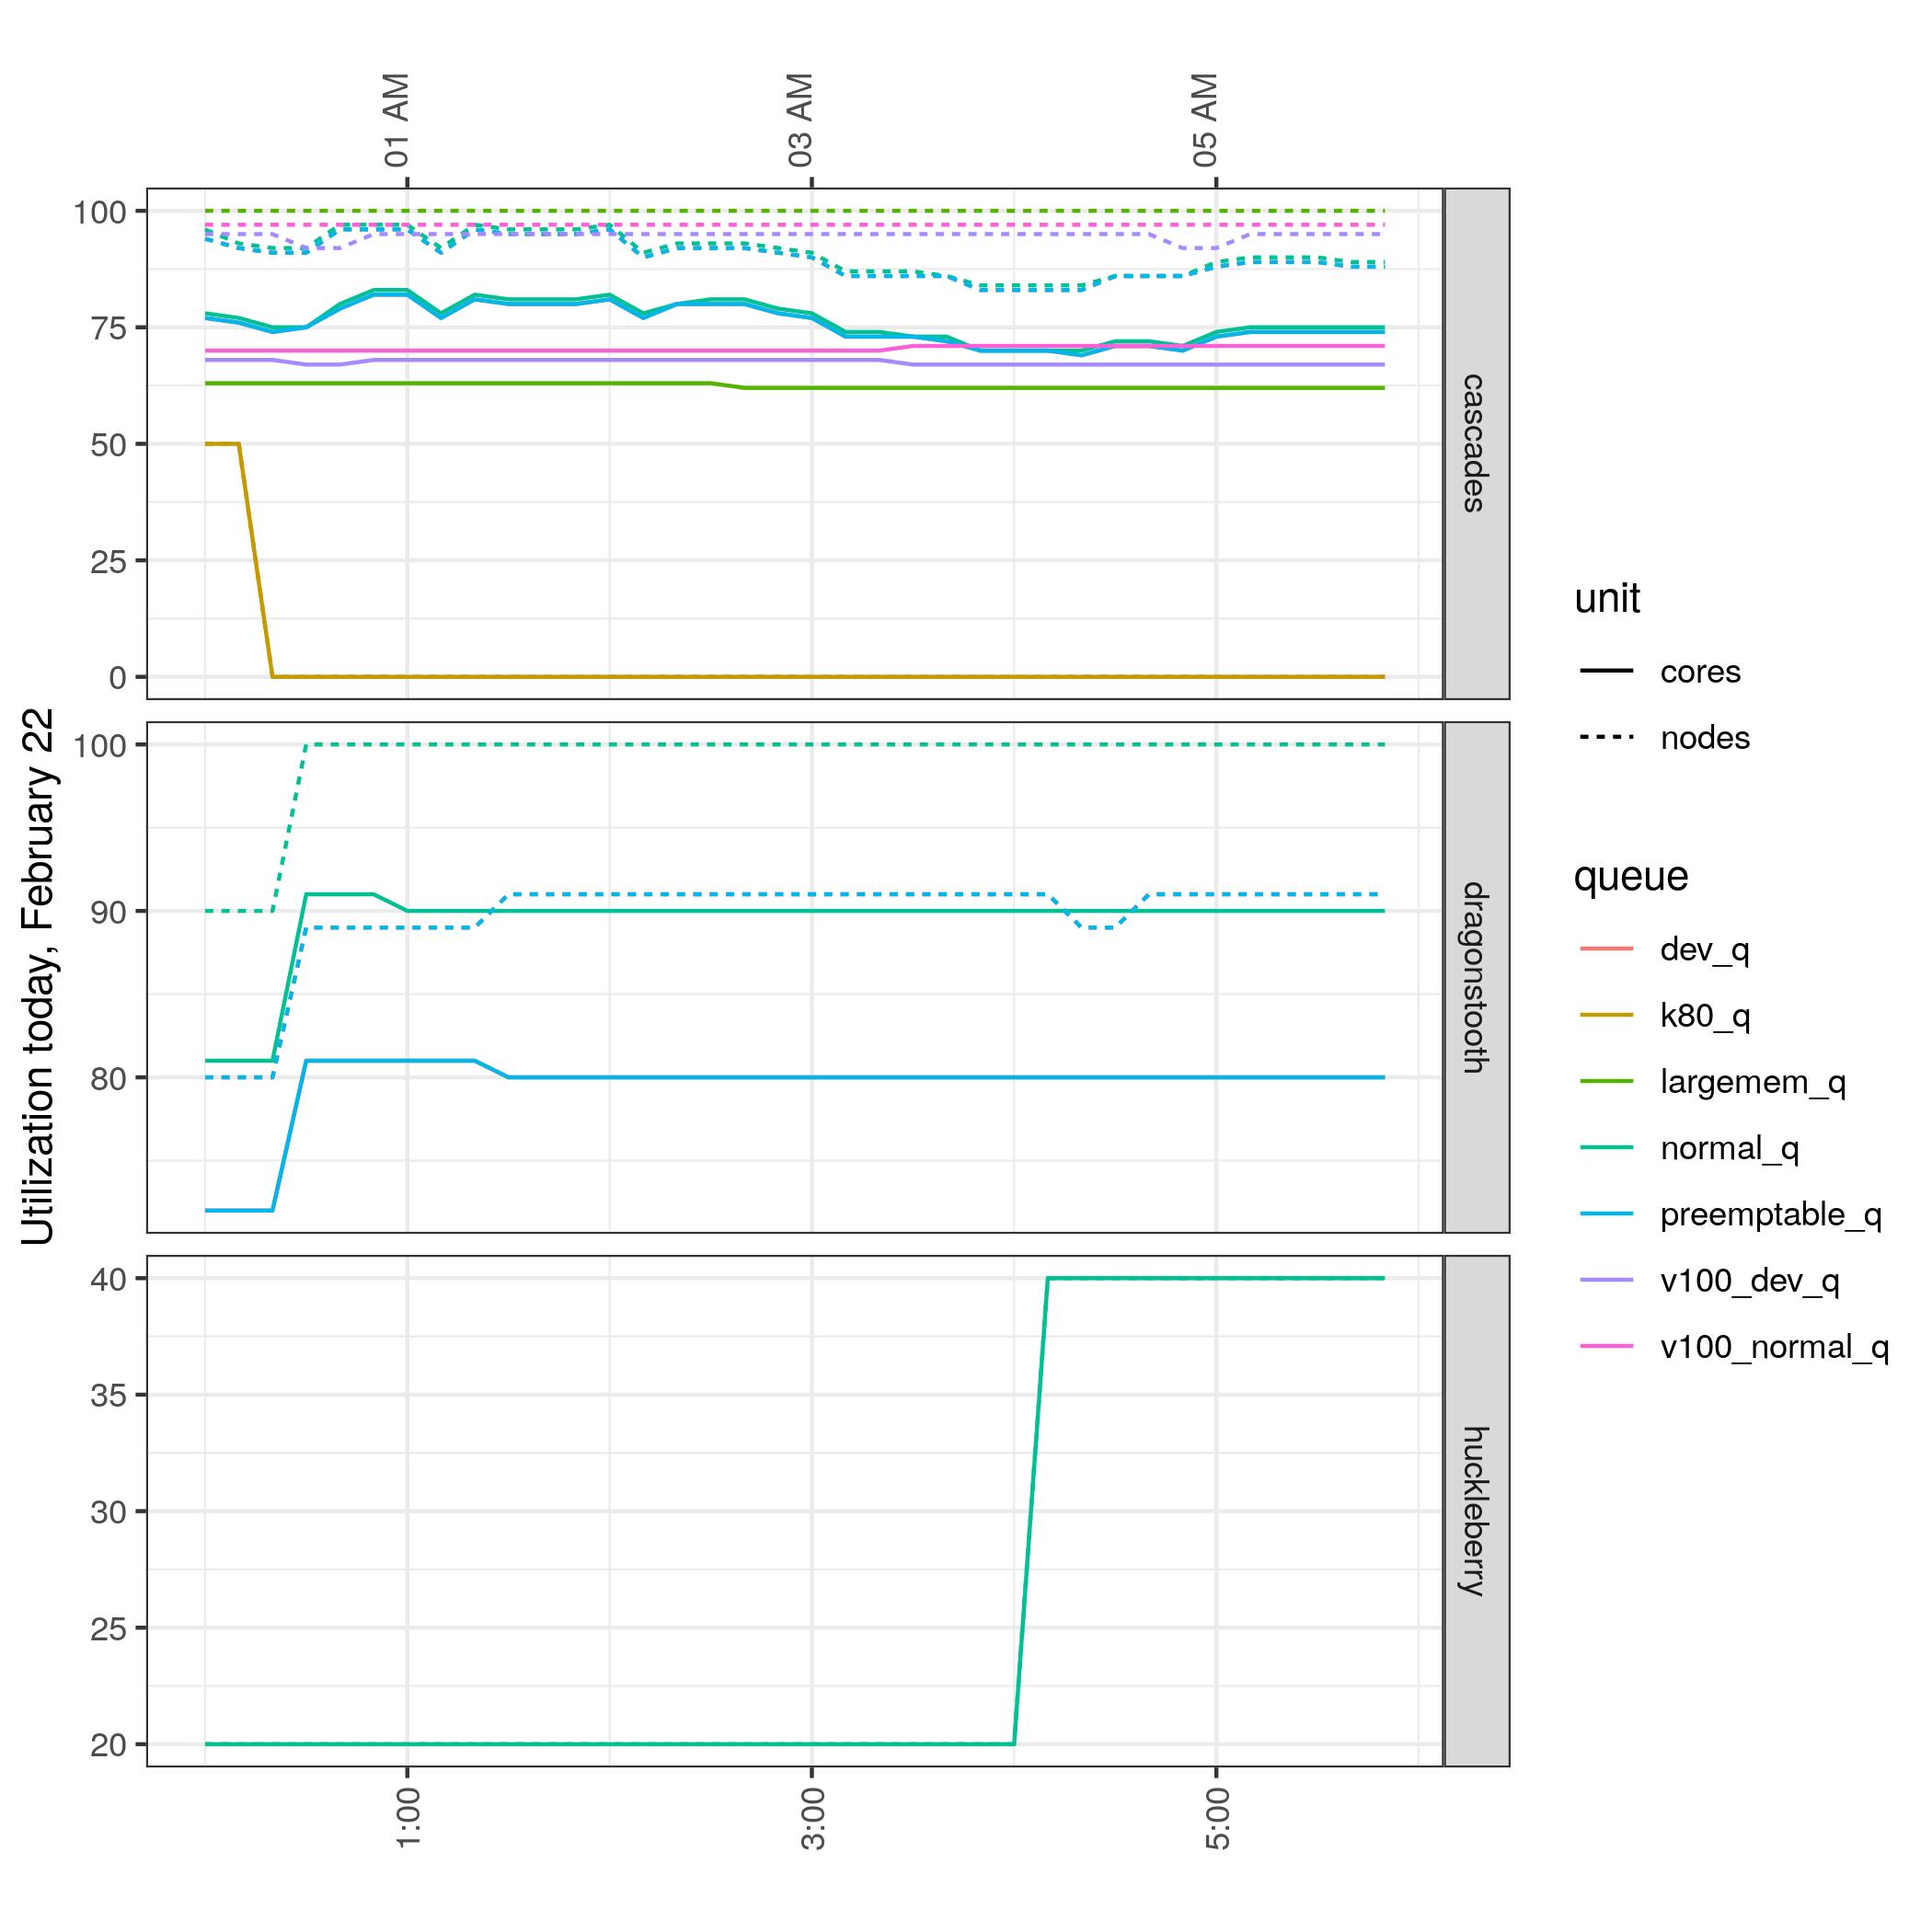 01 AM
03 AM
05 AM
Utilization today, February 22
100
75
50
25
0
cascades
100
90
80
dragonstooth
40
35
30
25
20
huckleberry
1:00
3:00
5:00
unit
cores
nodes
queue
dev_q
k80_q
largemem_q
normal_q
preemptable_q
v100_dev_q
v100_normal_q